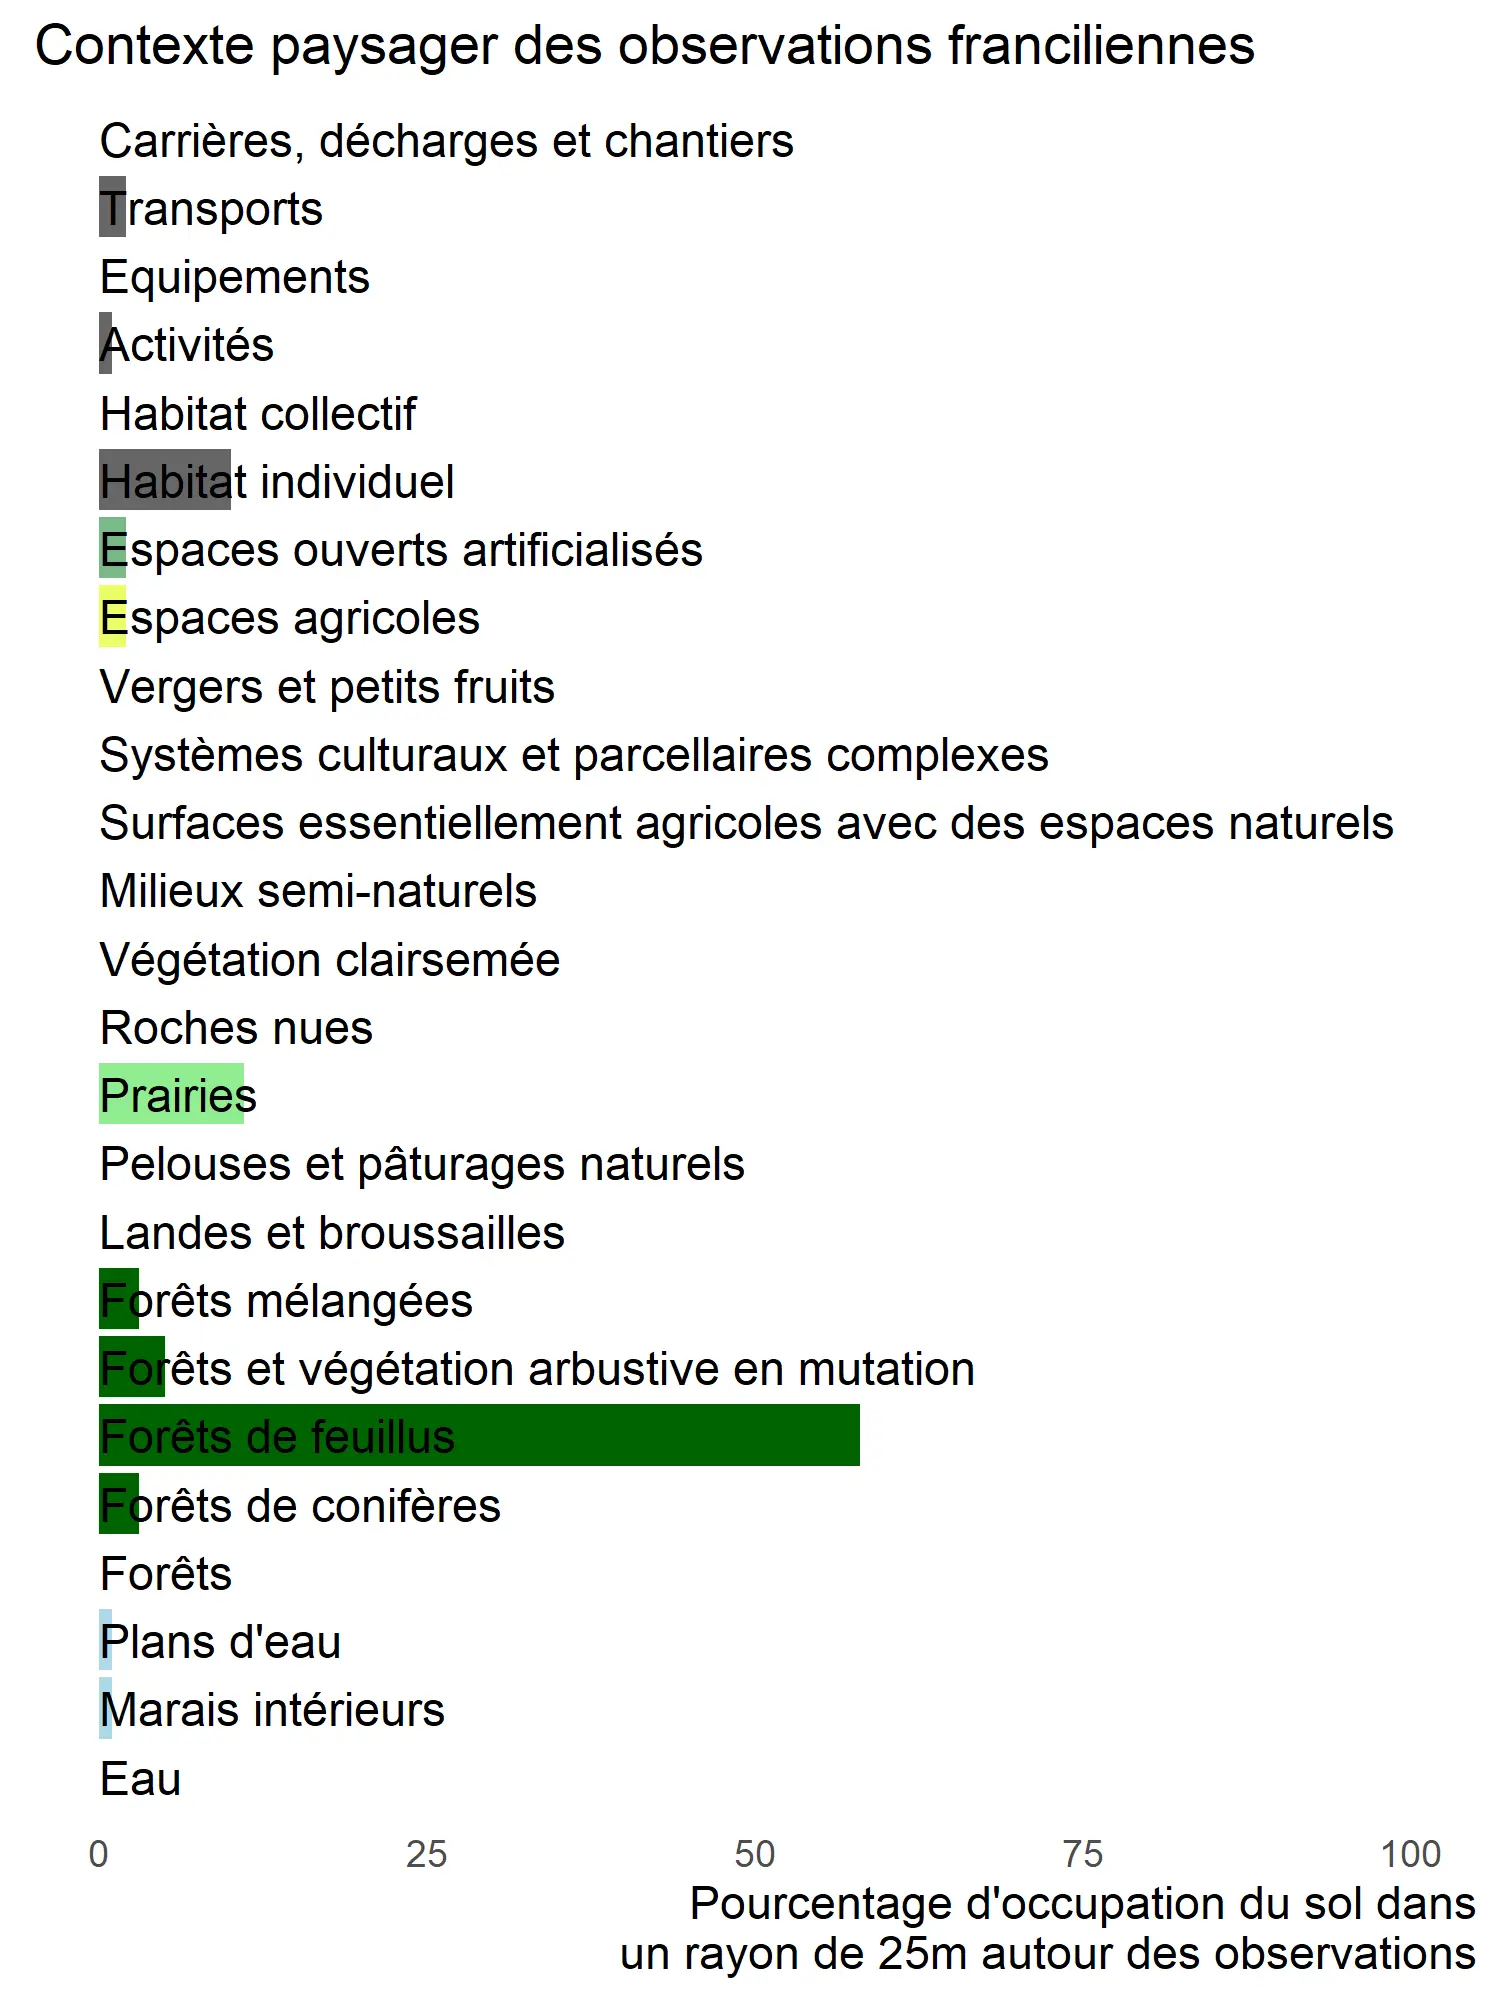 Contexte paysager des observations franciliennes
Carrières, décharges et chantiers
Transports
Equipements
Activités
Habitat collectif
Habitat individuel
Espaces ouverts artificialisés
Espaces agricoles
Vergers et petits fruits
Systèmes culturaux et parcellaires complexes
Surfaces essentiellement agricoles avec des espaces naturels
Milieux semi-naturels
Végétation clairsemée
Roches nues
Prairies
Pelouses et pâturages naturels
Landes et broussailles
Forêts mélangées
Forêts et végétation arbustive en mutation
Forêts de feuillus
Forêts de conifères
Forêts
Plans d'eau
Marais intérieurs
Eau
0 25 50 75 100
Pourcentage d'occupation du sol dans
un rayon de 25m autour des observations